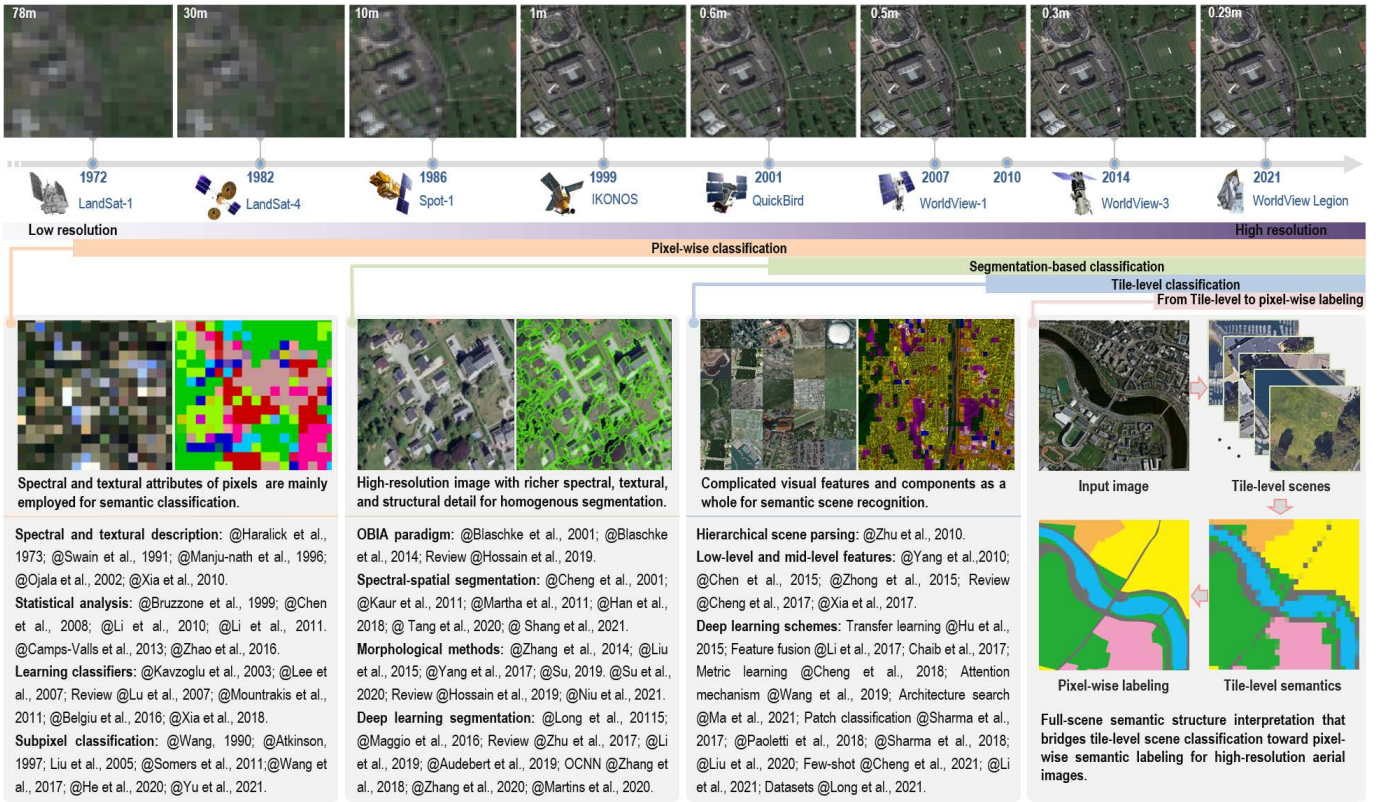 78m
30m
10m
1m
0.6m
0.5m
0.3m
0.29m
1972
LandSat-1
1982
LandSat-4
1986
Spot-1
1999
IKONOS
2001
QuickBird
2007
WorldView-1
2010
2014
WorldView-3
2021
WorldView Legion
Low resolution
High resolution
Pixel-wise classification
Segmentation-based classification
Tile-level classification
From Tile-level to pixel-wise labeling
Spectral and textural attributes of pixels are mainly
employed for semantic classification.
Spectral and textural description: @Haralick et al.,
1973; @Swain et al., 1991; @Manju-nath et al., 1996;
@Ojala et al., 2002; @Xia et al., 2010.
Statistical analysis: @Bruzzone et al., 1999; @Chen
et al., 2008; @Li et al., 2010; @Li et al., 2011.
@Camps-Valls et al., 2013; @Zhao et al., 2016.
Learning classifiers: @Kavzoglu et al., 2003; @Lee et
al., 2007; Review @Lu et al., 2007; @Mountrakis et al.,
2011; @Belgiu et al., 2016; @Xia et al., 2018.
Subpixel classification: @Wang, 1990; @Atkinson,
1997; Liu et al., 2005; @Somers et al., 2011;@Wang et
al., 2017; @He et al., 2020; @Yu et al., 2021.
High-resolution image with richer spectral, textural,
and structural detail for homogenous segmentation.
OBIA paradigm: @Blaschke et al., 2001; @Blaschke
et al., 2014; Review @Hossain et al., 2019.
Spectral-spatial segmentation: @Cheng et al., 2001;
@Kaur et al., 2011; @Martha et al., 2011; @Han et al.,
2018; @ Tang et al., 2020; @ Shang et al., 2021.
Morphological methods: @Zhang et al., 2014; @Liu
et al., 2015; @Yang et al., 2017; @Su, 2019. @Su et al.,
2020; Review @Hossain et al., 2019; @Niu et al., 2021.
Deep learning segmentation: @Long et al., 20115;
@Maggio et al., 2016; Review @Zhu et al., 2017; @Li
et al., 2019; @Audebert et al., 2019; OCNN @Zhang et
al., 2018; @Zhang et al., 2020; @Martins et al., 2020.
Complicated visual features and components as a
whole for semantic scene recognition.
Hierarchical scene parsing: @Zhu et al., 2010.
Low-level and mid-level features: @Yang et al.,2010;
@Chen et al., 2015; @Zhong et al., 2015; Review
@Cheng et al., 2017; @Xia et al., 2017.
Deep learning schemes: Transfer learning @Hu et al.,
2015; Feature fusion @Li et al., 2017; Chaib et al., 2017;
Metric learning @Cheng et al., 2018; Attention
mechanism @Wang et al., 2019; Architecture search
@Ma et al., 2021; Patch classification @Sharma et al.,
2017; @Paoletti et al., 2018; @Sharma et al., 2018;
@Liu et al., 2020; Few-shot @Cheng et al., 2021; @Li
et al., 2021; Datasets @Long et al., 2021.
Input image
Tile-level scenes
Pixel-wise labeling
Tile-level semantics
Full-scene semantic structure interpretation that
bridges tile-level scene classification toward pixel-
wise semantic labeling for high-resolution aerial
images.